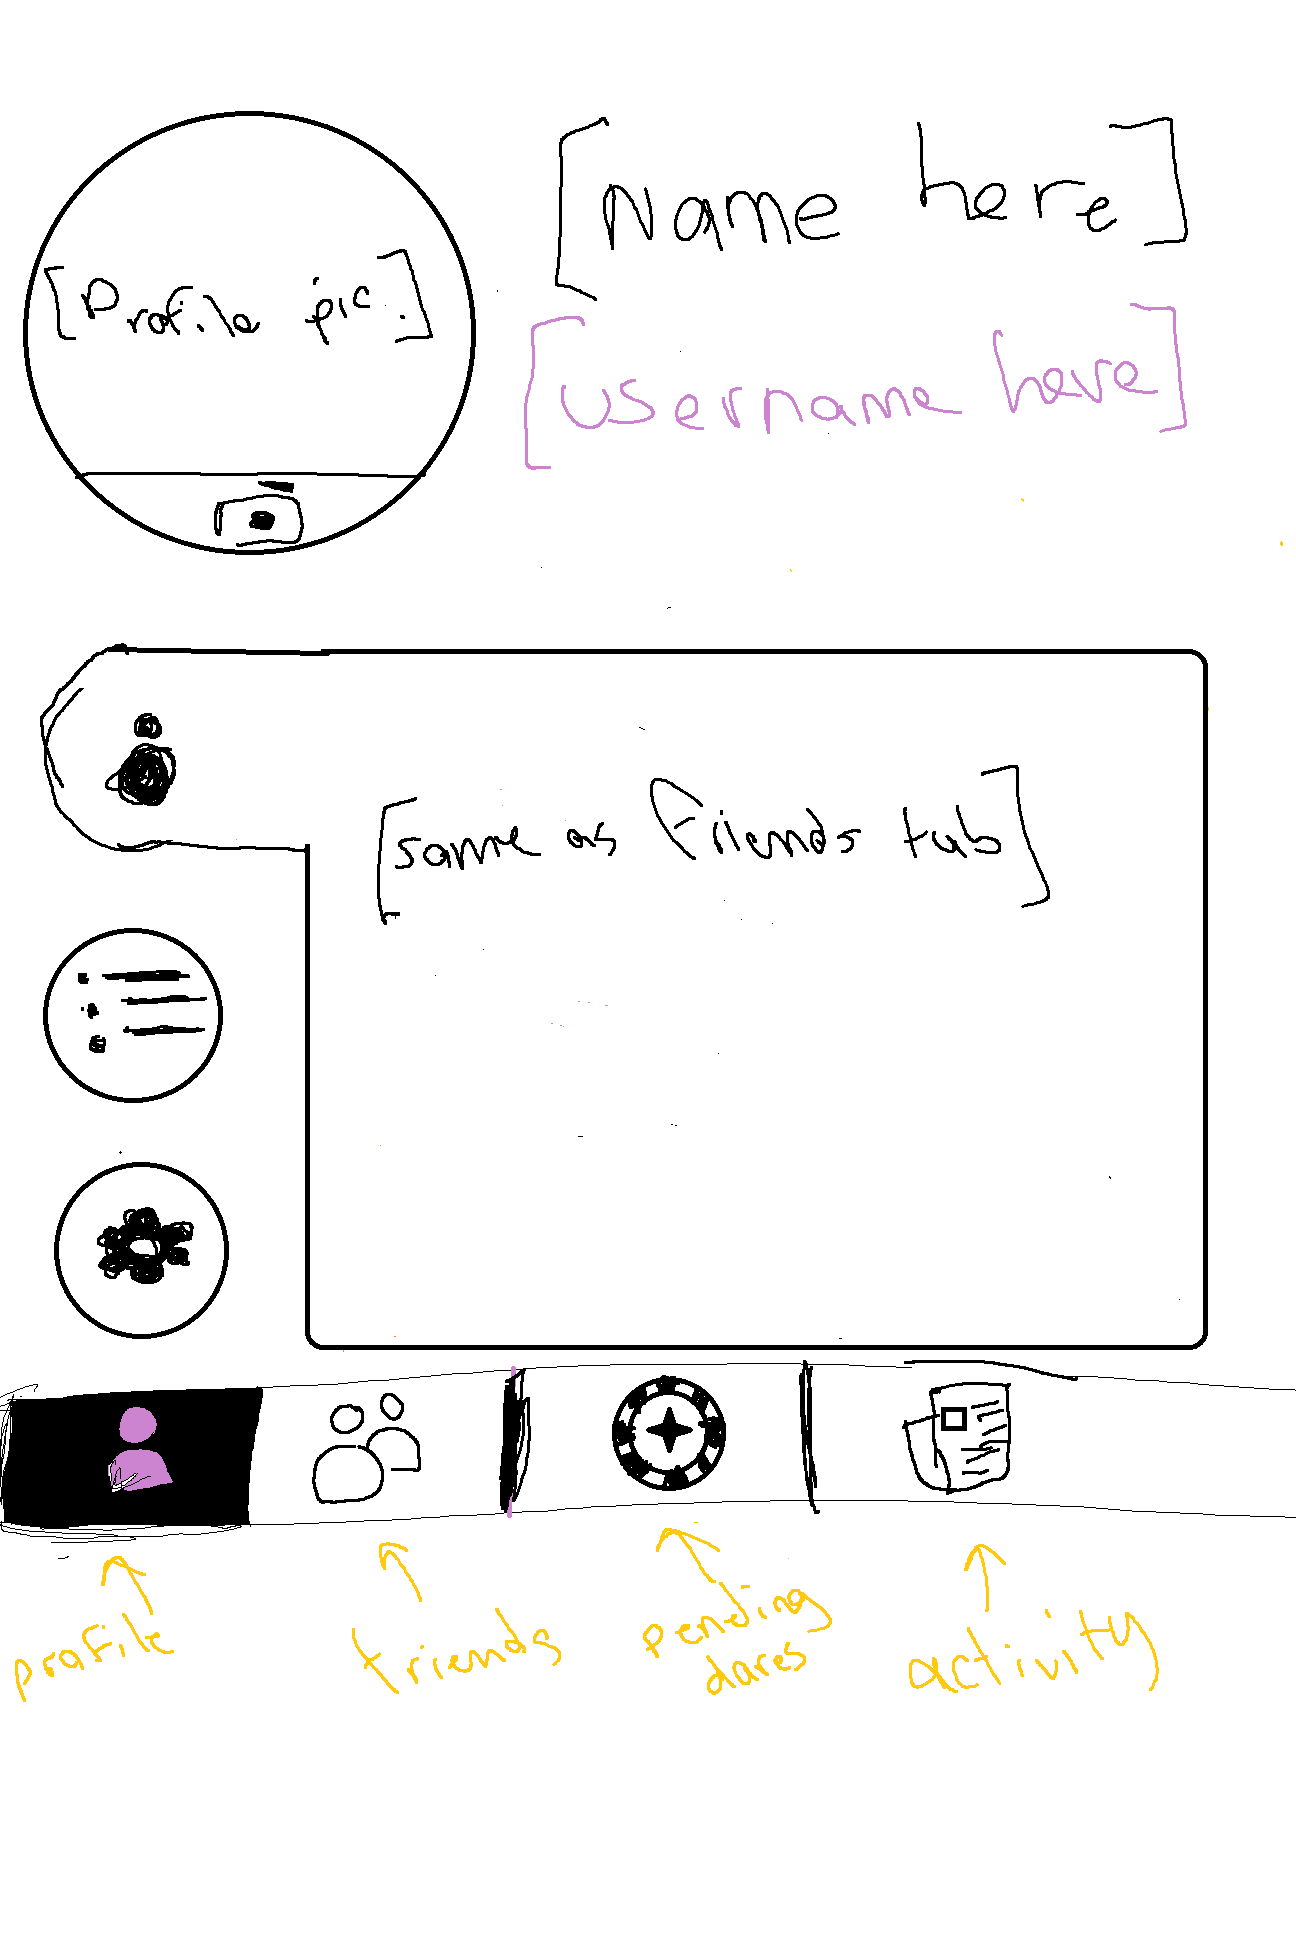 [Name here]
[Profile pic.]
[username here]
[same as Friends tab]
profile
friends
pending
dares
activity